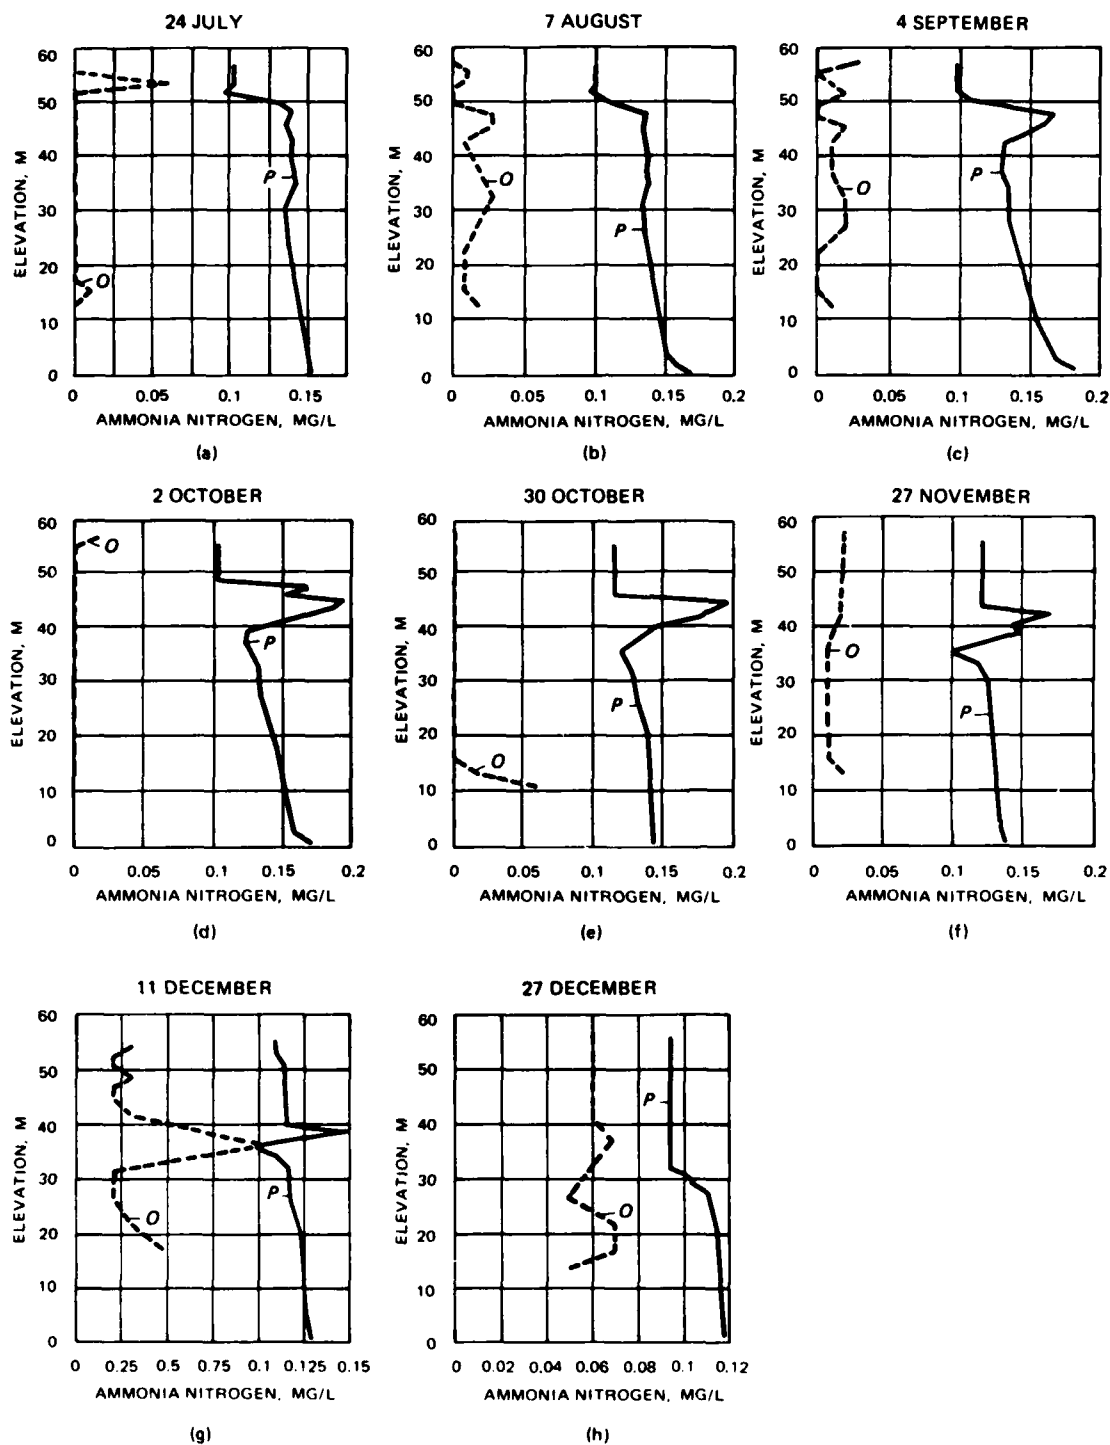 24 JULY
60
50
40
30
20
10
0
ELEVATION, M
P
O
0 0.05 0.1 0.15
AMMONIA NITROGEN, MG/L
(a)
7 AUGUST
60
50
40
30
20
10
0
ELEVATION, M
O
P
0 0.05 0.1 0.15 0.2
AMMONIA NITROGEN, MG/L
(b)
4 SEPTEMBER
60
50
40
30
20
10
0
ELEVATION, M
P
O
0 0.05 0.1 0.15 0.2
AMMONIA NITROGEN, MG/L
(c)
2 OCTOBER
60
50
40
30
20
10
0
ELEVATION, M
O
P
0 0.05 0.1 0.15 0.2
AMMONIA NITROGEN, MG/L
(d)
30 OCTOBER
60
50
40
30
20
10
0
ELEVATION, M
P
O
0 0.05 0.1 0.15 0.2
AMMONIA NITROGEN, MG/L
(e)
27 NOVEMBER
60
50
40
30
20
10
0
ELEVATION, M
O
P
0 0.05 0.1 0.15 0.2
AMMONIA NITROGEN, MG/L
(f)
11 DECEMBER
60
50
40
30
20
10
0
ELEVATION, M
P
O
0 0.25 0.5 0.75 0.1 0.125 0.15
AMMONIA NITROGEN, MG/L
(g)
27 DECEMBER
60
50
40
30
20
10
0
ELEVATION, M
P
O
0 0.02 0.04 0.06 0.08 0.1 0.12
AMMONIA NITROGEN, MG/L
(h)